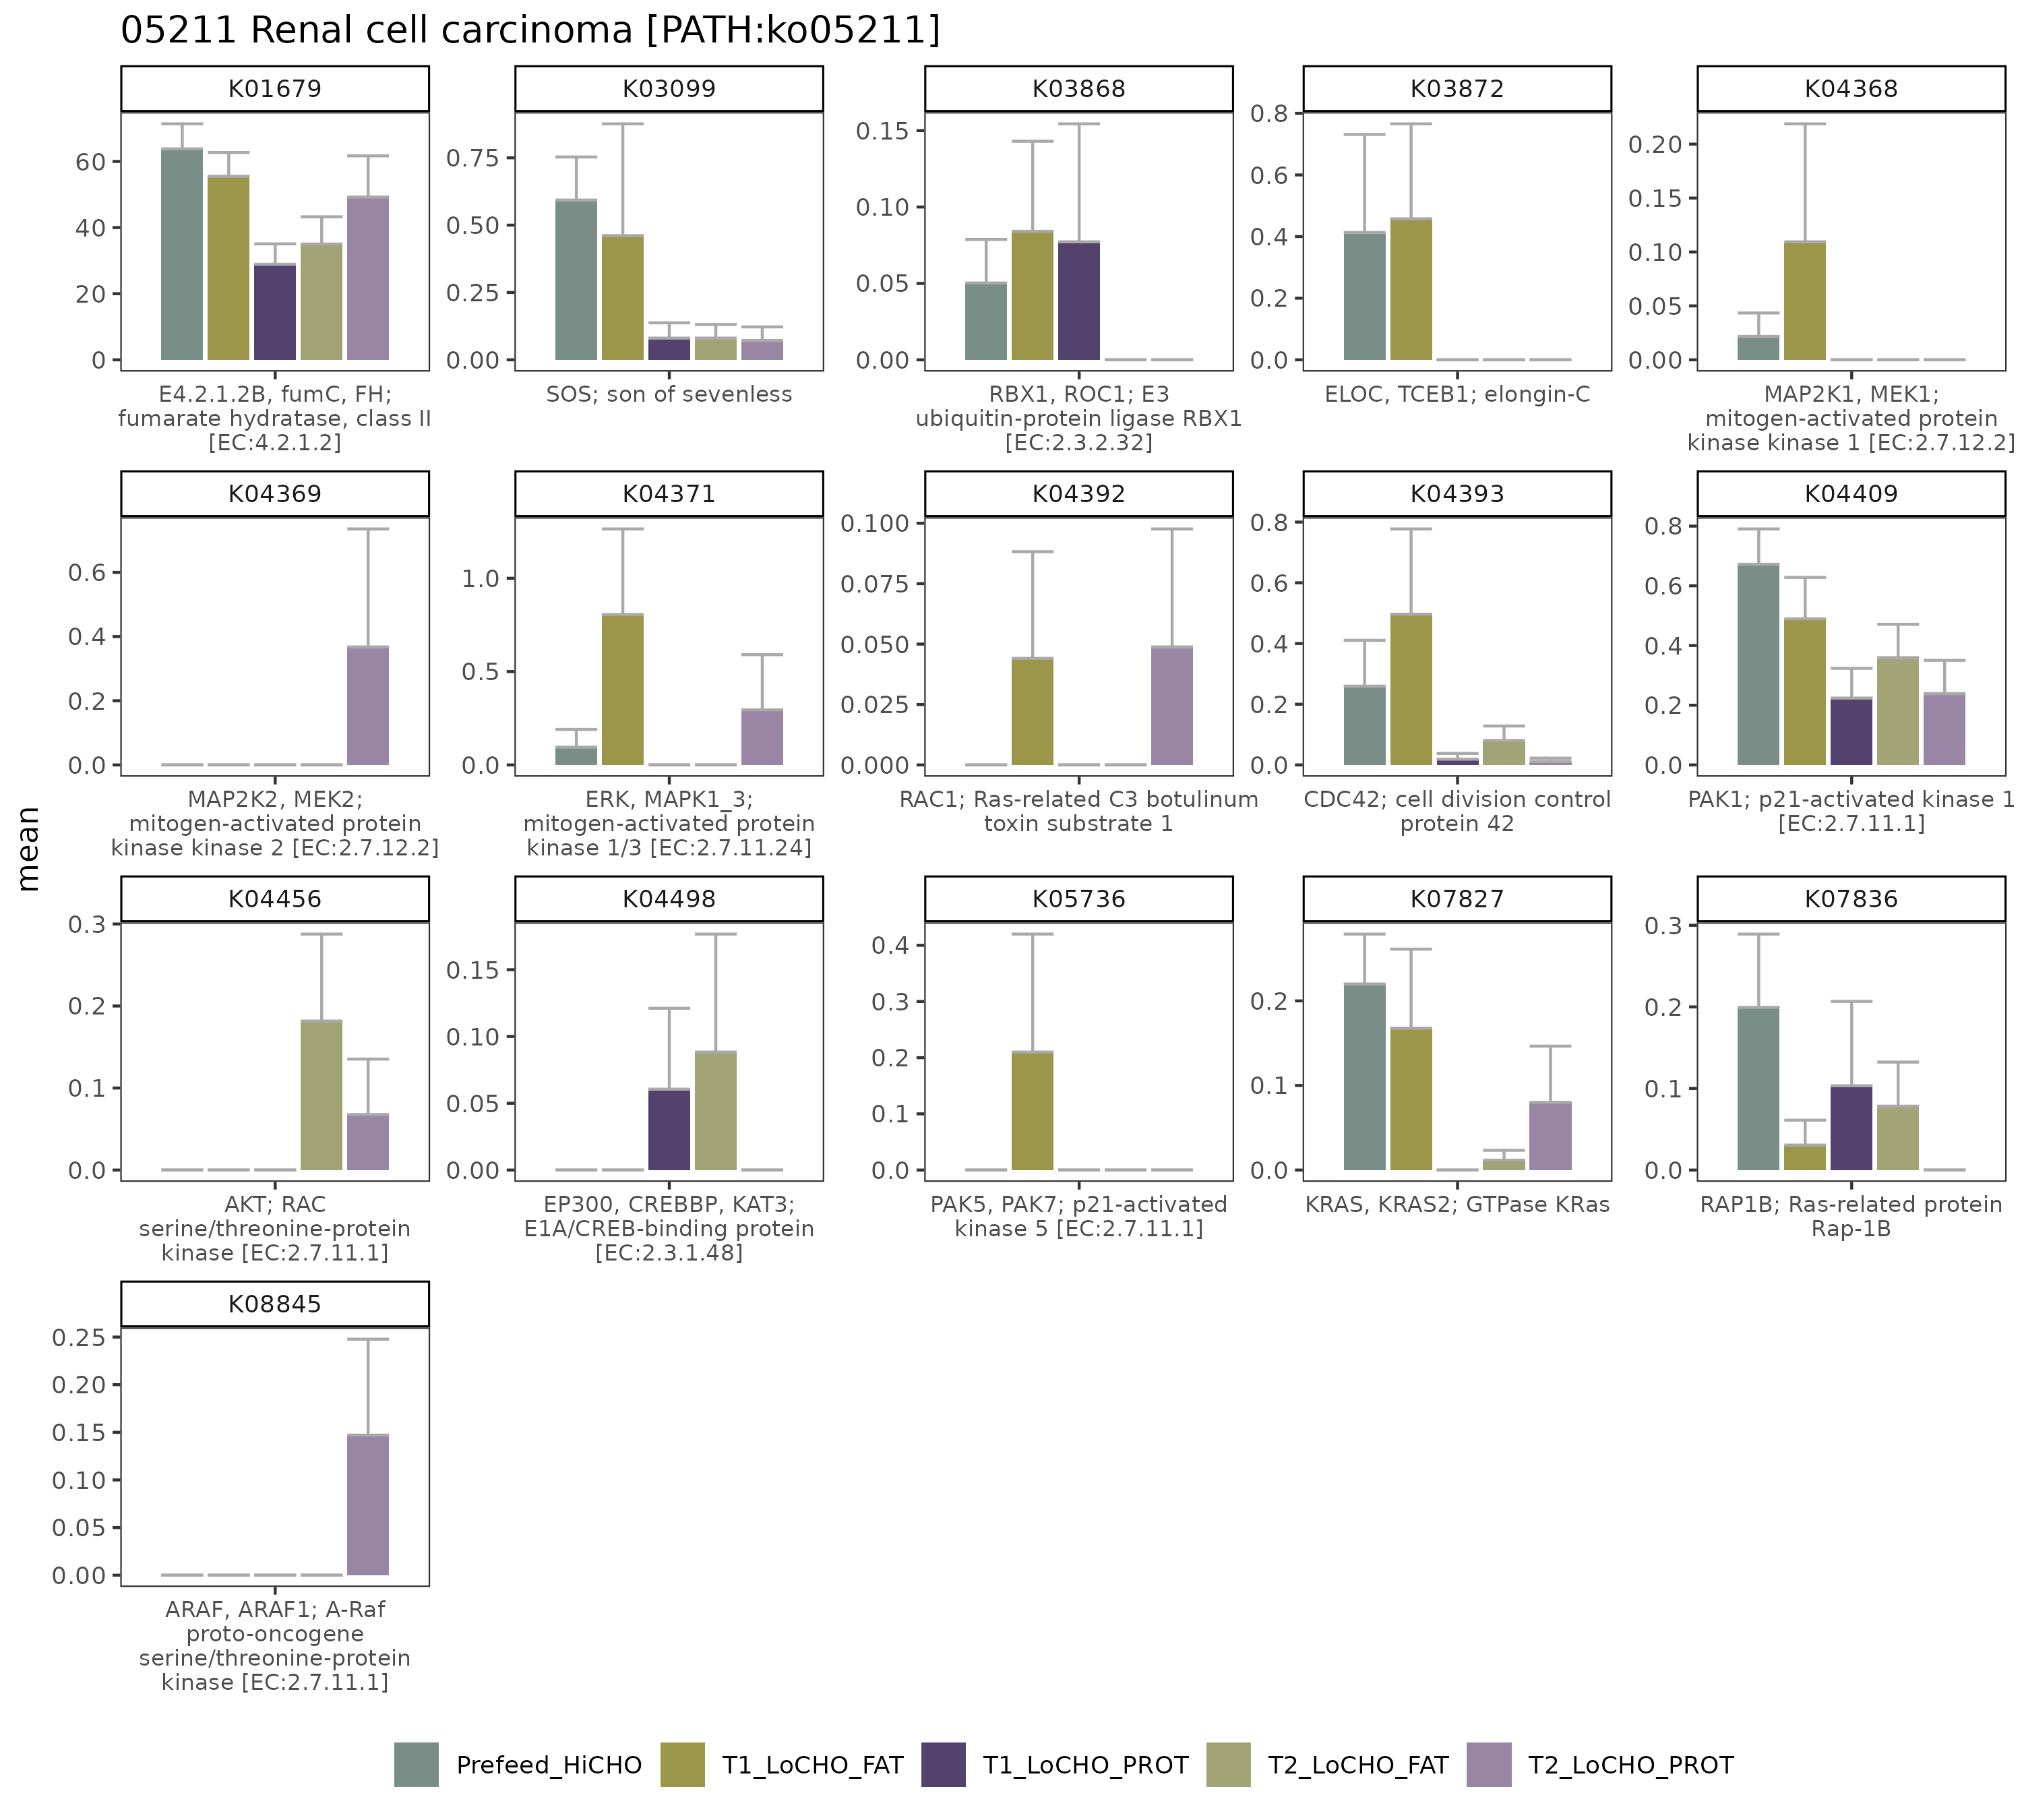 05211 Renal cell carcinoma [PATH:ko05211]
K01679
K03099
K03868
K03872
K04368
60
40
20
0
0.75
0.50
0.25
0.00
0.15
0.10
0.05
0.00
0.8
0.6
0.4
0.2
0.0
0.20
0.15
0.10
0.05
0.00
E4.2.1.2B, fumC, FH;
fumarate hydratase, class II
[EC:4.2.1.2]
SOS; son of sevenless
RBX1, ROC1; E3
ubiquitin-protein ligase RBX1
[EC:2.3.2.32]
ELOC, TCEB1; elongin-C
MAP2K1, MEK1;
mitogen-activated protein
kinase kinase 1 [EC:2.7.12.2]
K04369
K04371
K04392
K04393
K04409
0.6
0.4
0.2
0.0
1.0
0.5
0.0
0.100
0.075
0.050
0.025
0.000
0.8
0.6
0.4
0.2
0.0
0.8
0.6
0.4
0.2
0.0
MAP2K2, MEK2;
mitogen-activated protein
kinase kinase 2 [EC:2.7.12.2]
ERK, MAPK1_3;
mitogen-activated protein
kinase 1/3 [EC:2.7.11.24]
RAC1; Ras-related C3 botulinum
toxin substrate 1
CDC42; cell division control
protein 42
PAK1; p21-activated kinase 1
[EC:2.7.11.1]
mean
K04456
K04498
K05736
K07827
K07836
0.3
0.2
0.1
0.0
0.15
0.10
0.05
0.00
0.4
0.3
0.2
0.1
0.0
0.2
0.1
0.0
0.3
0.2
0.1
0.0
AKT; RAC
serine/threonine-protein
kinase [EC:2.7.11.1]
EP300, CREBBP, KAT3;
E1A/CREB-binding protein
[EC:2.3.1.48]
PAK5, PAK7; p21-activated
kinase 5 [EC:2.7.11.1]
KRAS, KRAS2; GTPase KRas
RAP1B; Ras-related protein
Rap-1B
K08845
0.25
0.20
0.15
0.10
0.05
0.00
ARAF, ARAF1; A-Raf
proto-oncogene
serine/threonine-protein
kinase [EC:2.7.11.1]
Prefeed_HiCHO
T1_LoCHO_FAT
T1_LoCHO_PROT
T2_LoCHO_FAT
T2_LoCHO_PROT